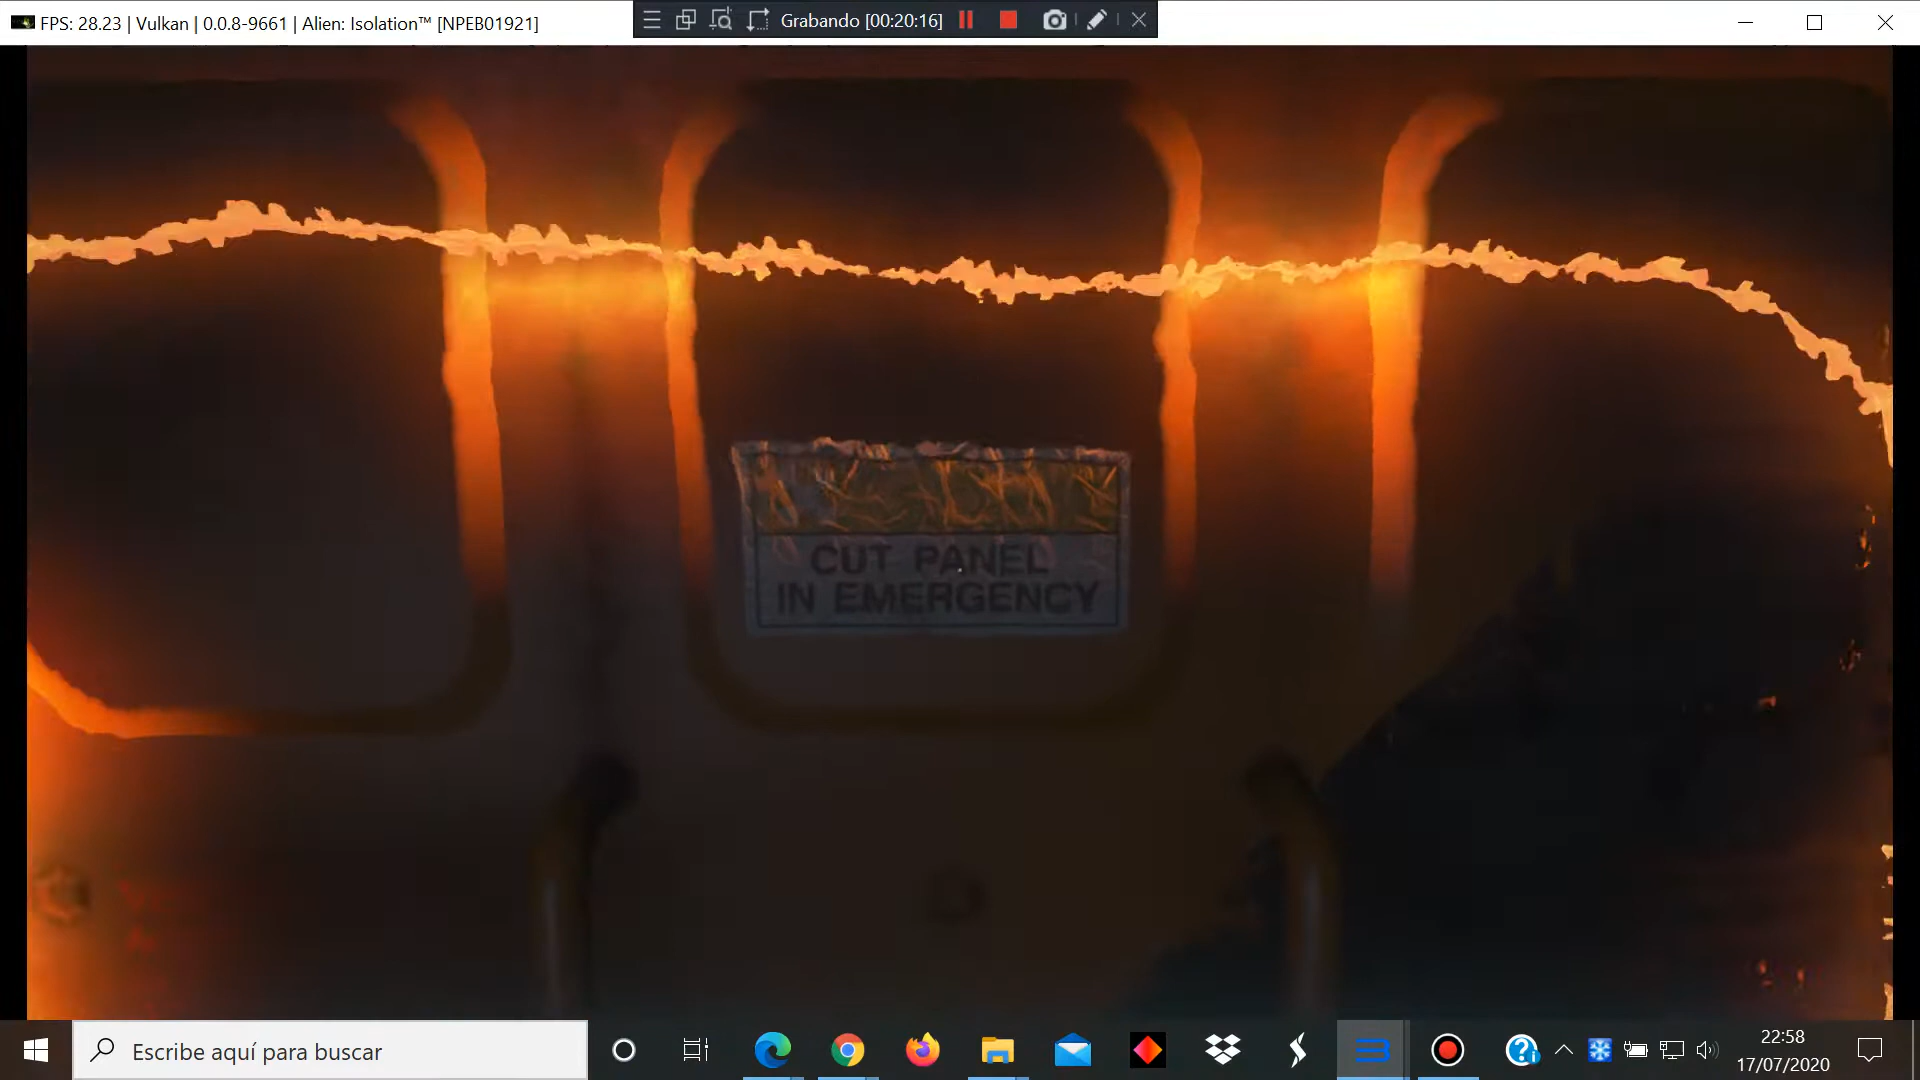 FPS: 28.23 | Vulkan | 0.0.8-9661 | Alien: Isolation™ [NPEB01921]
Grabando [00:20:16]
CUT PANEL
IN EMERGENCY
Escribe aquí para buscar
22:58
17/07/2020